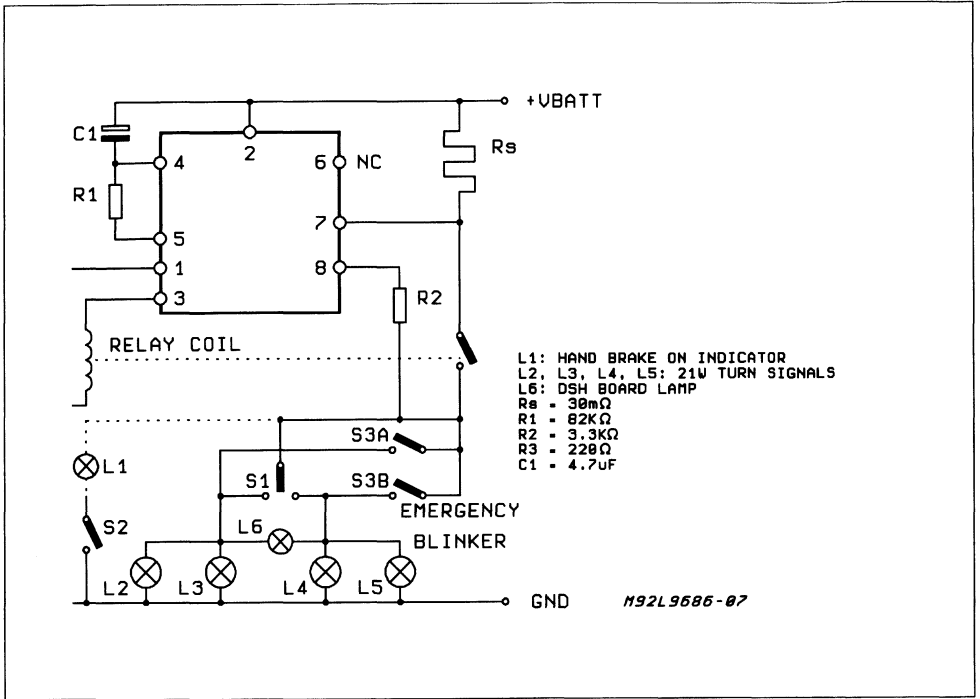 +VBATT
C1
4
2
6 NC
Rs
R1
7
5
1
8
R2
3
RELAY COIL
L1: HAND BRAKE ON INDICATOR
L2, L3, L4, L5: 21W TURN SIGNALS
L6: DSH BOARD LAMP
Rs = 30mΩ
R1 = 82KΩ
R2 = 3.3KΩ
R3 = 220Ω
C1 = 4.7uF
S3A
L1
S1
S3B
EMERGENCY
S2
L6
BLINKER
L2
L3
L4
L5
GND
M92L9686-07